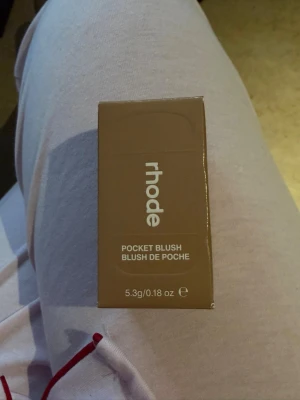 rhode
POCKET BLUSH
BLUSH DE POCHE
5.3g/0.18 oz ℮